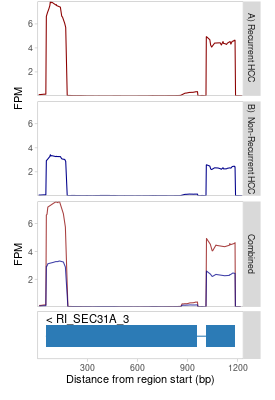 A) Recurrent HCC
6
4
2
FPM
B) Non-Recurrent HCC
6
4
2
Combined
6
4
2
FPM
< RI_SEC31A_3
300
600
900
1200
Distance from region start (bp)